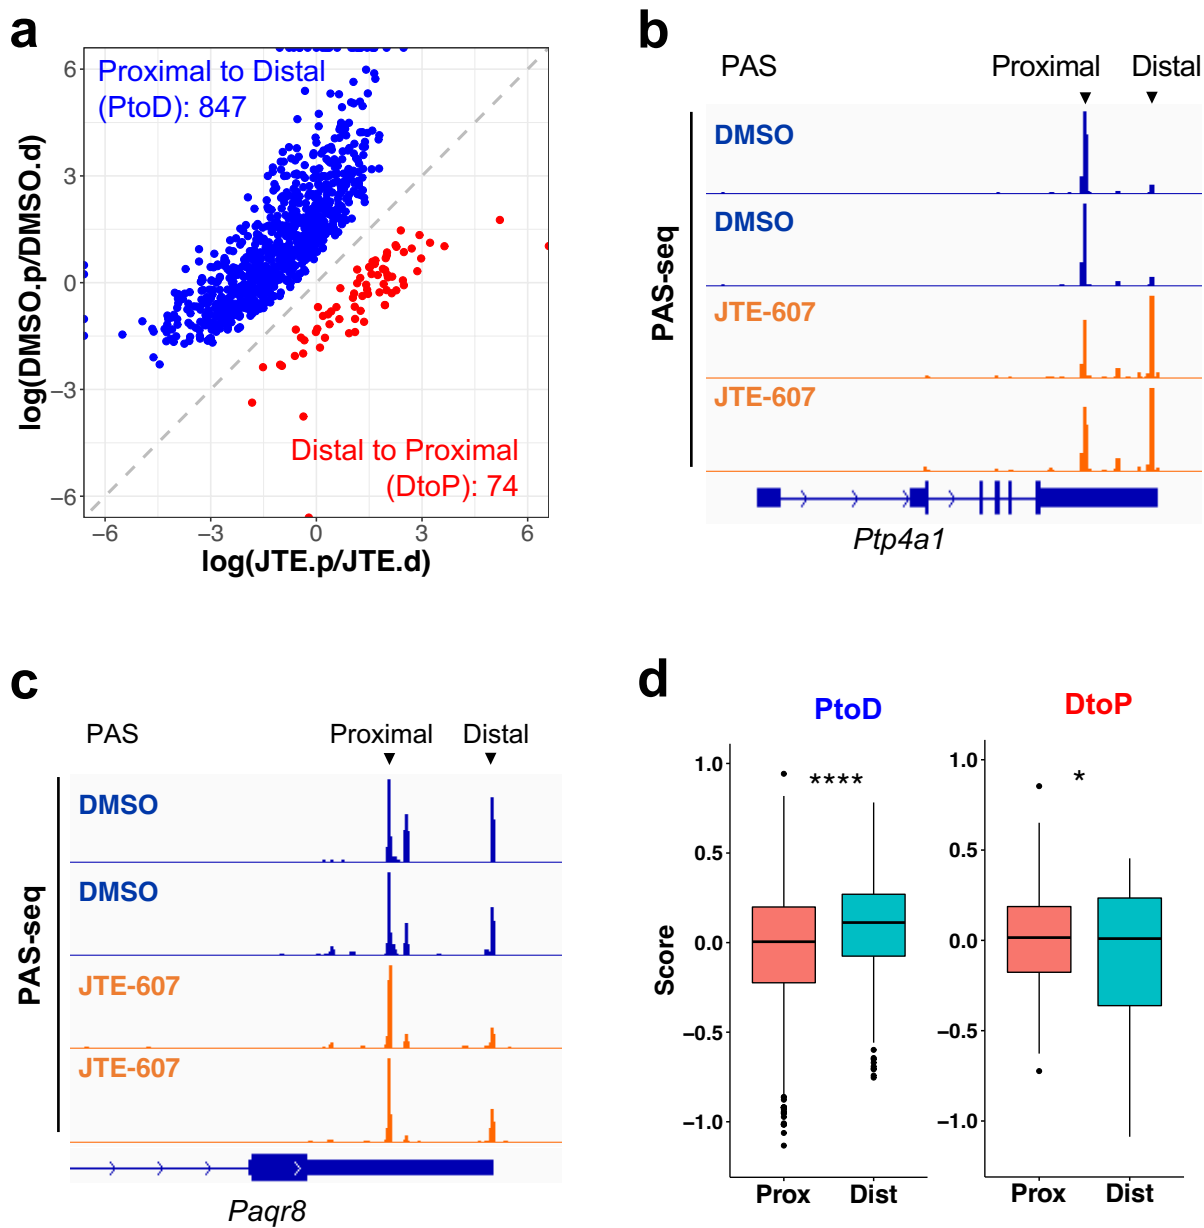 a
Proximal to Distal
(PtoD): 847
Distal to Proximal
(DtoP): 74
6
3
0
−3
−6
−6
−3
0
3
6
log(DMSO.p/DMSO.d)
log(JTE.p/JTE.d)
b
PAS
Proximal
Distal
DMSO
DMSO
JTE-607
JTE-607
PAS-seq
Ptp4a1
c
PAS
Proximal
Distal
DMSO
DMSO
JTE-607
JTE-607
PAS-seq
Paqr8
d
PtoD
DtoP
1.0
0.5
0.0
−0.5
−1.0
Score
****
Prox
Dist
1.0
0.5
0.0
−0.5
−1.0
*
Prox
Dist